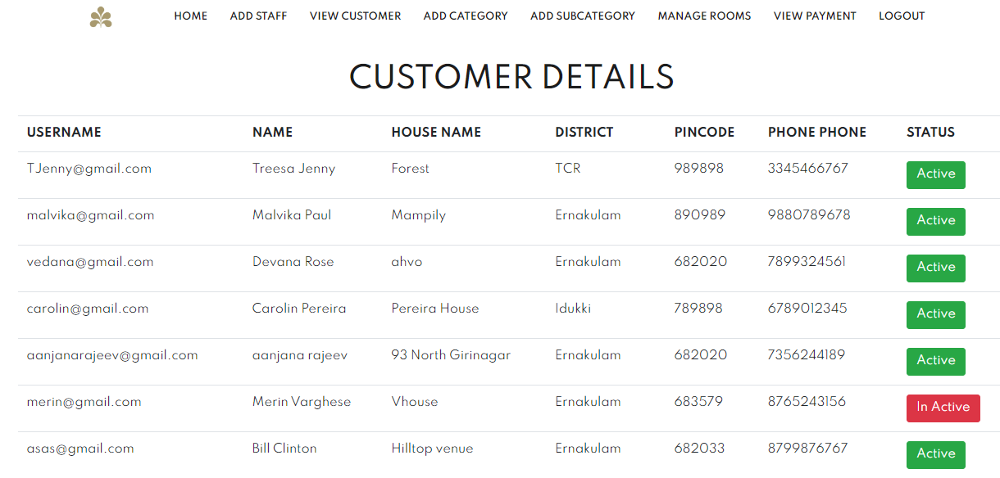 HOME ADD STAFF VIEW CUSTOMER ADD CATEGORY ADD SUBCATEGORY MANAGE ROOMS VIEW PAYMENT LOGOUT
CUSTOMER DETAILS
USERNAME NAME HOUSE NAME DISTRICT PINCODE PHONE PHONE STATUS
TJenny@gmail.com Treesa Jenny Forest TCR 989898 3345466767 Active
malvika@gmail.com Malvika Paul Mampily Ernakulam 890989 9880789678 Active
vedana@gmail.com Devana Rose ahvo Ernakulam 682020 7899324561 Active
carolin@gmail.com Carolin Pereira Pereira House Idukki 789898 6789012345 Active
aanjanarajeev@gmail.com aanjana rajeev 93 North Girinagar Ernakulam 682020 7356244189 Active
merin@gmail.com Merin Varghese Vhouse Ernakulam 683579 8765243156 In Active
asas@gmail.com Bill Clinton Hilltop venue Ernakulam 682033 8799876767 Active